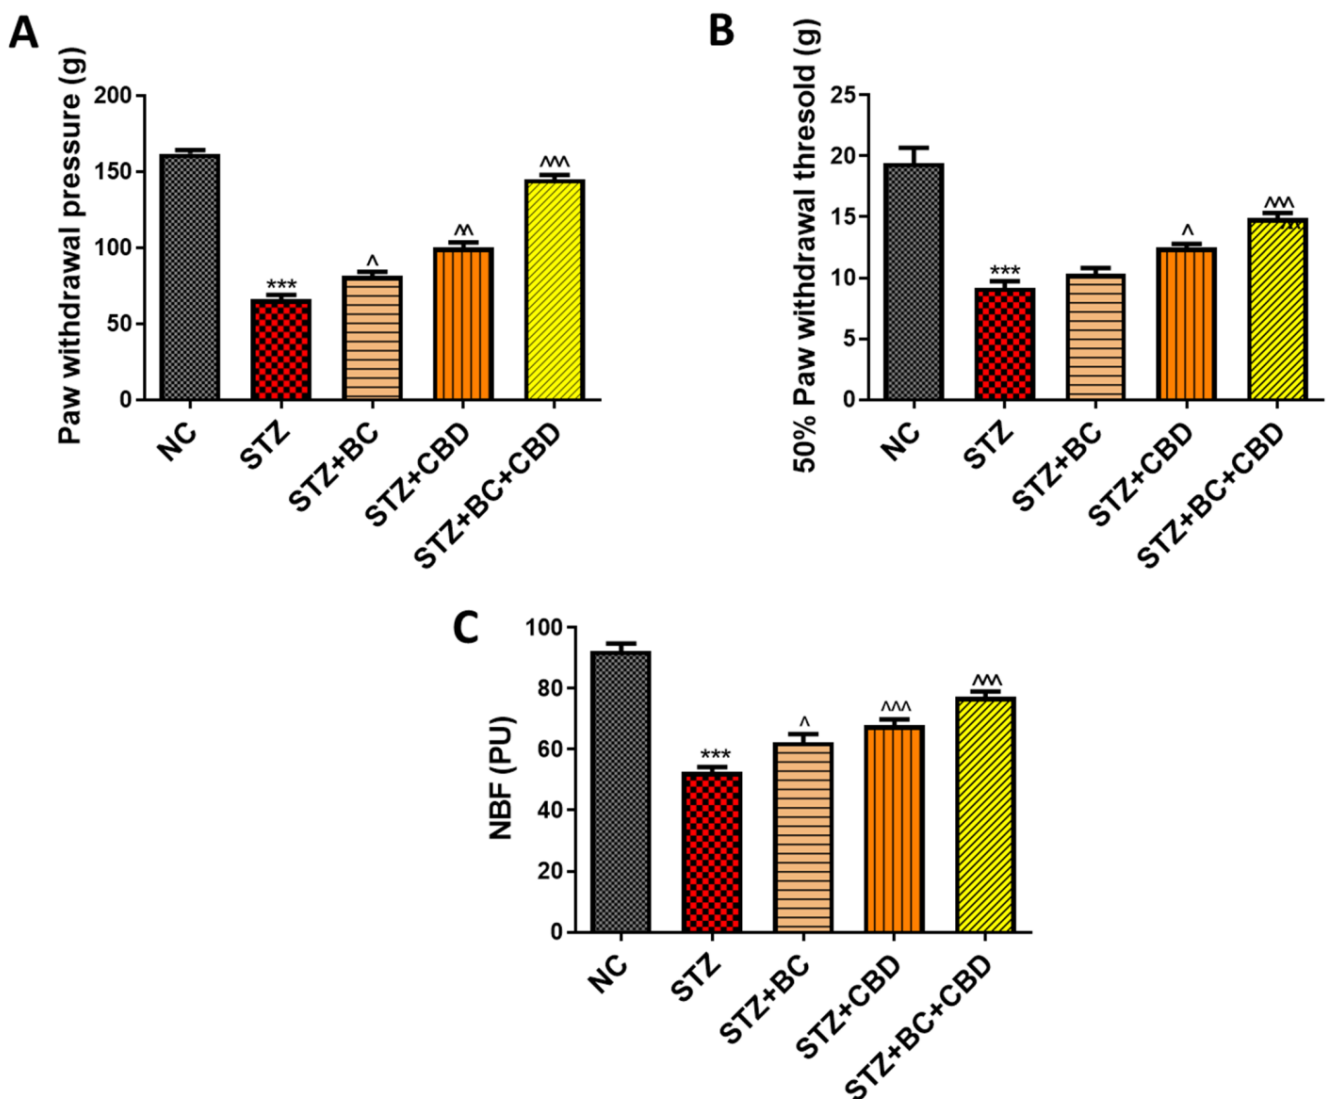 A
Paw withdrawal pressure (g)
200
150
100
50
0
***
^
^^
^^^
NC
STZ
STZ+BC
STZ+CBD
STZ+BC+CBD
B
50% Paw withdrawal thresold (g)
25
20
15
10
5
0
***
^
^^^
^^^
NC
STZ
STZ+BC
STZ+CBD
STZ+BC+CBD
C
NBF (PU)
100
80
60
40
20
0
***
^
^^^
^^^
NC
STZ
STZ+BC
STZ+CBD
STZ+BC+CBD